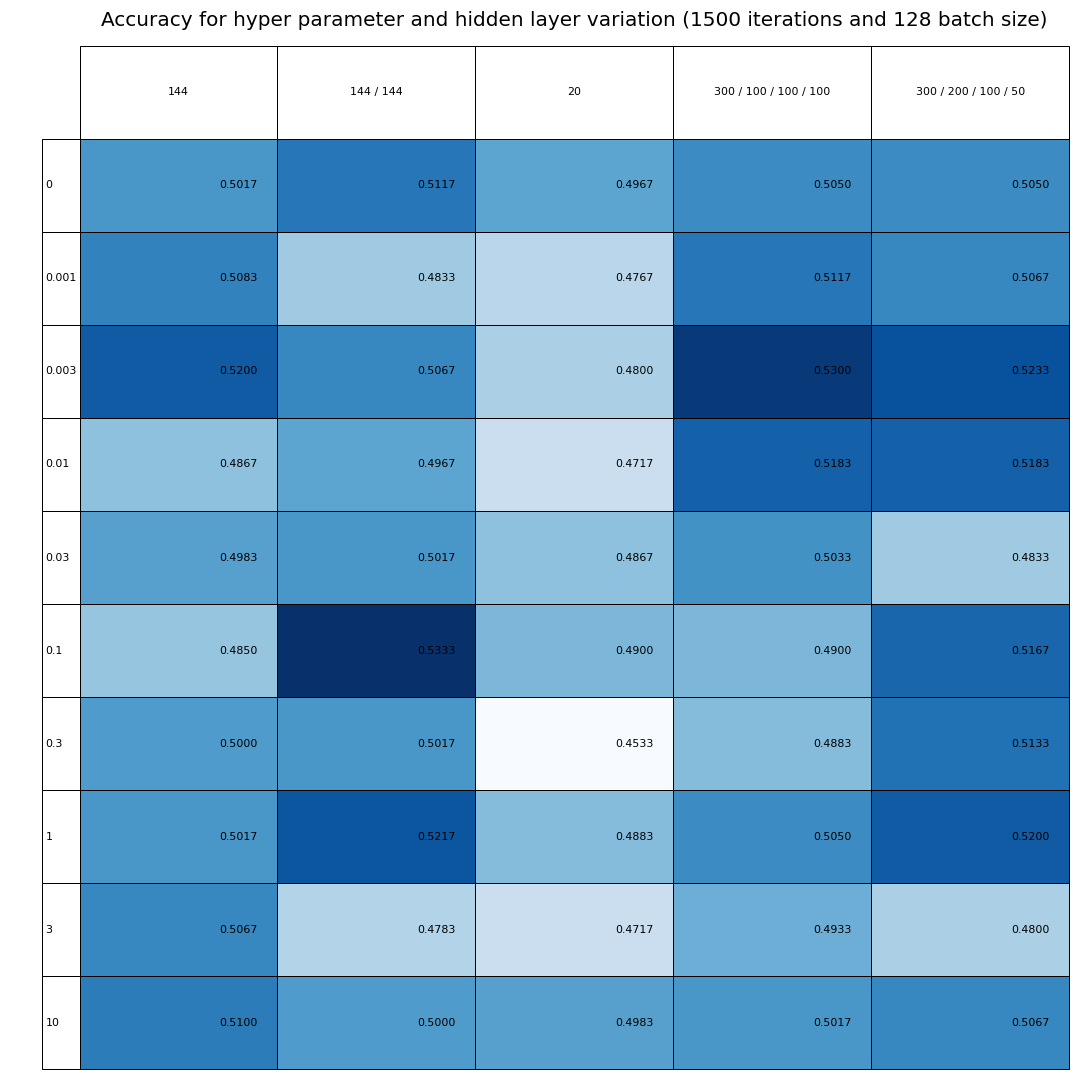 Accuracy for hyper parameter and hidden layer variation (1500 iterations and 128 batch size)
144 144 / 144 20 300 / 100 / 100 / 100 300 / 200 / 100 / 50
0 0.5017 0.5117 0.4967 0.5050 0.5050
0.001 0.5083 0.4833 0.4767 0.5117 0.5067
0.003 0.5200 0.5067 0.4800 0.5300 0.5233
0.01 0.4867 0.4967 0.4717 0.5183 0.5183
0.03 0.4983 0.5017 0.4867 0.5033 0.4833
0.1 0.4850 0.5333 0.4900 0.4900 0.5167
0.3 0.5000 0.5017 0.4533 0.4883 0.5133
1 0.5017 0.5217 0.4883 0.5050 0.5200
3 0.5067 0.4783 0.4717 0.4933 0.4800
10 0.5100 0.5000 0.4983 0.5017 0.5067